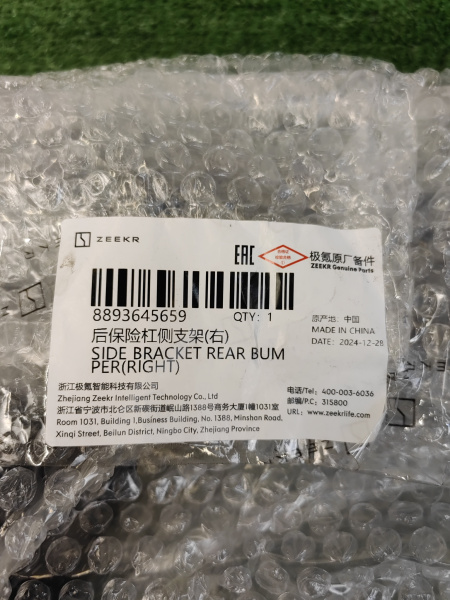 ZEEKR
EAC
极氪原厂备件
ZEEKR Genuine Parts
8893645659
QTY: 1
后保险杠侧支架(右)
SIDE BRACKET REAR BUM
PER(RIGHT)
原产地: 中国
MADE IN CHINA
DATE: 2024-12-28
浙江极氪智能科技有限公司
Zhejiang Zeekr Intelligent Technology Co., Ltd
浙江省宁波市北仑区新碶街道岷山路1388号商务大厦1幢1031室
Room 1031, Building 1,Business Building, No. 1388, Minshan Road,
Xinqi Street, Beilun District, Ningbo City, Zhejiang Province
电话/Tel: 400-003-6036
邮编/P.C: 315800
URL: www.zeekrlife.com